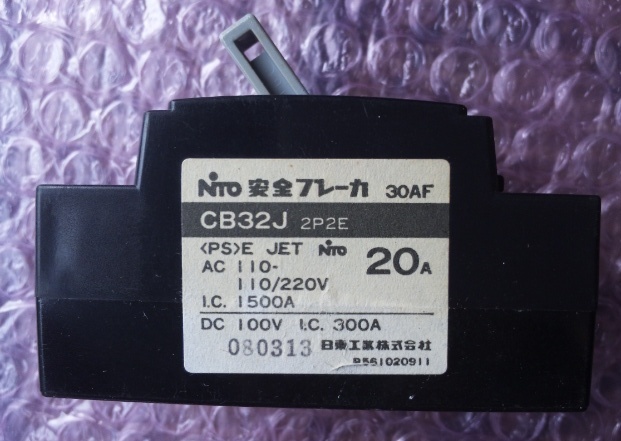 NITO 安全ブレーカ 30AF
CB32J 2P2E
<PS>E JET NITO 20A
AC 110-
110/220V
I.C. 1500A
DC 100V I.C. 300A
080313 日東工業株式会社
B561020911